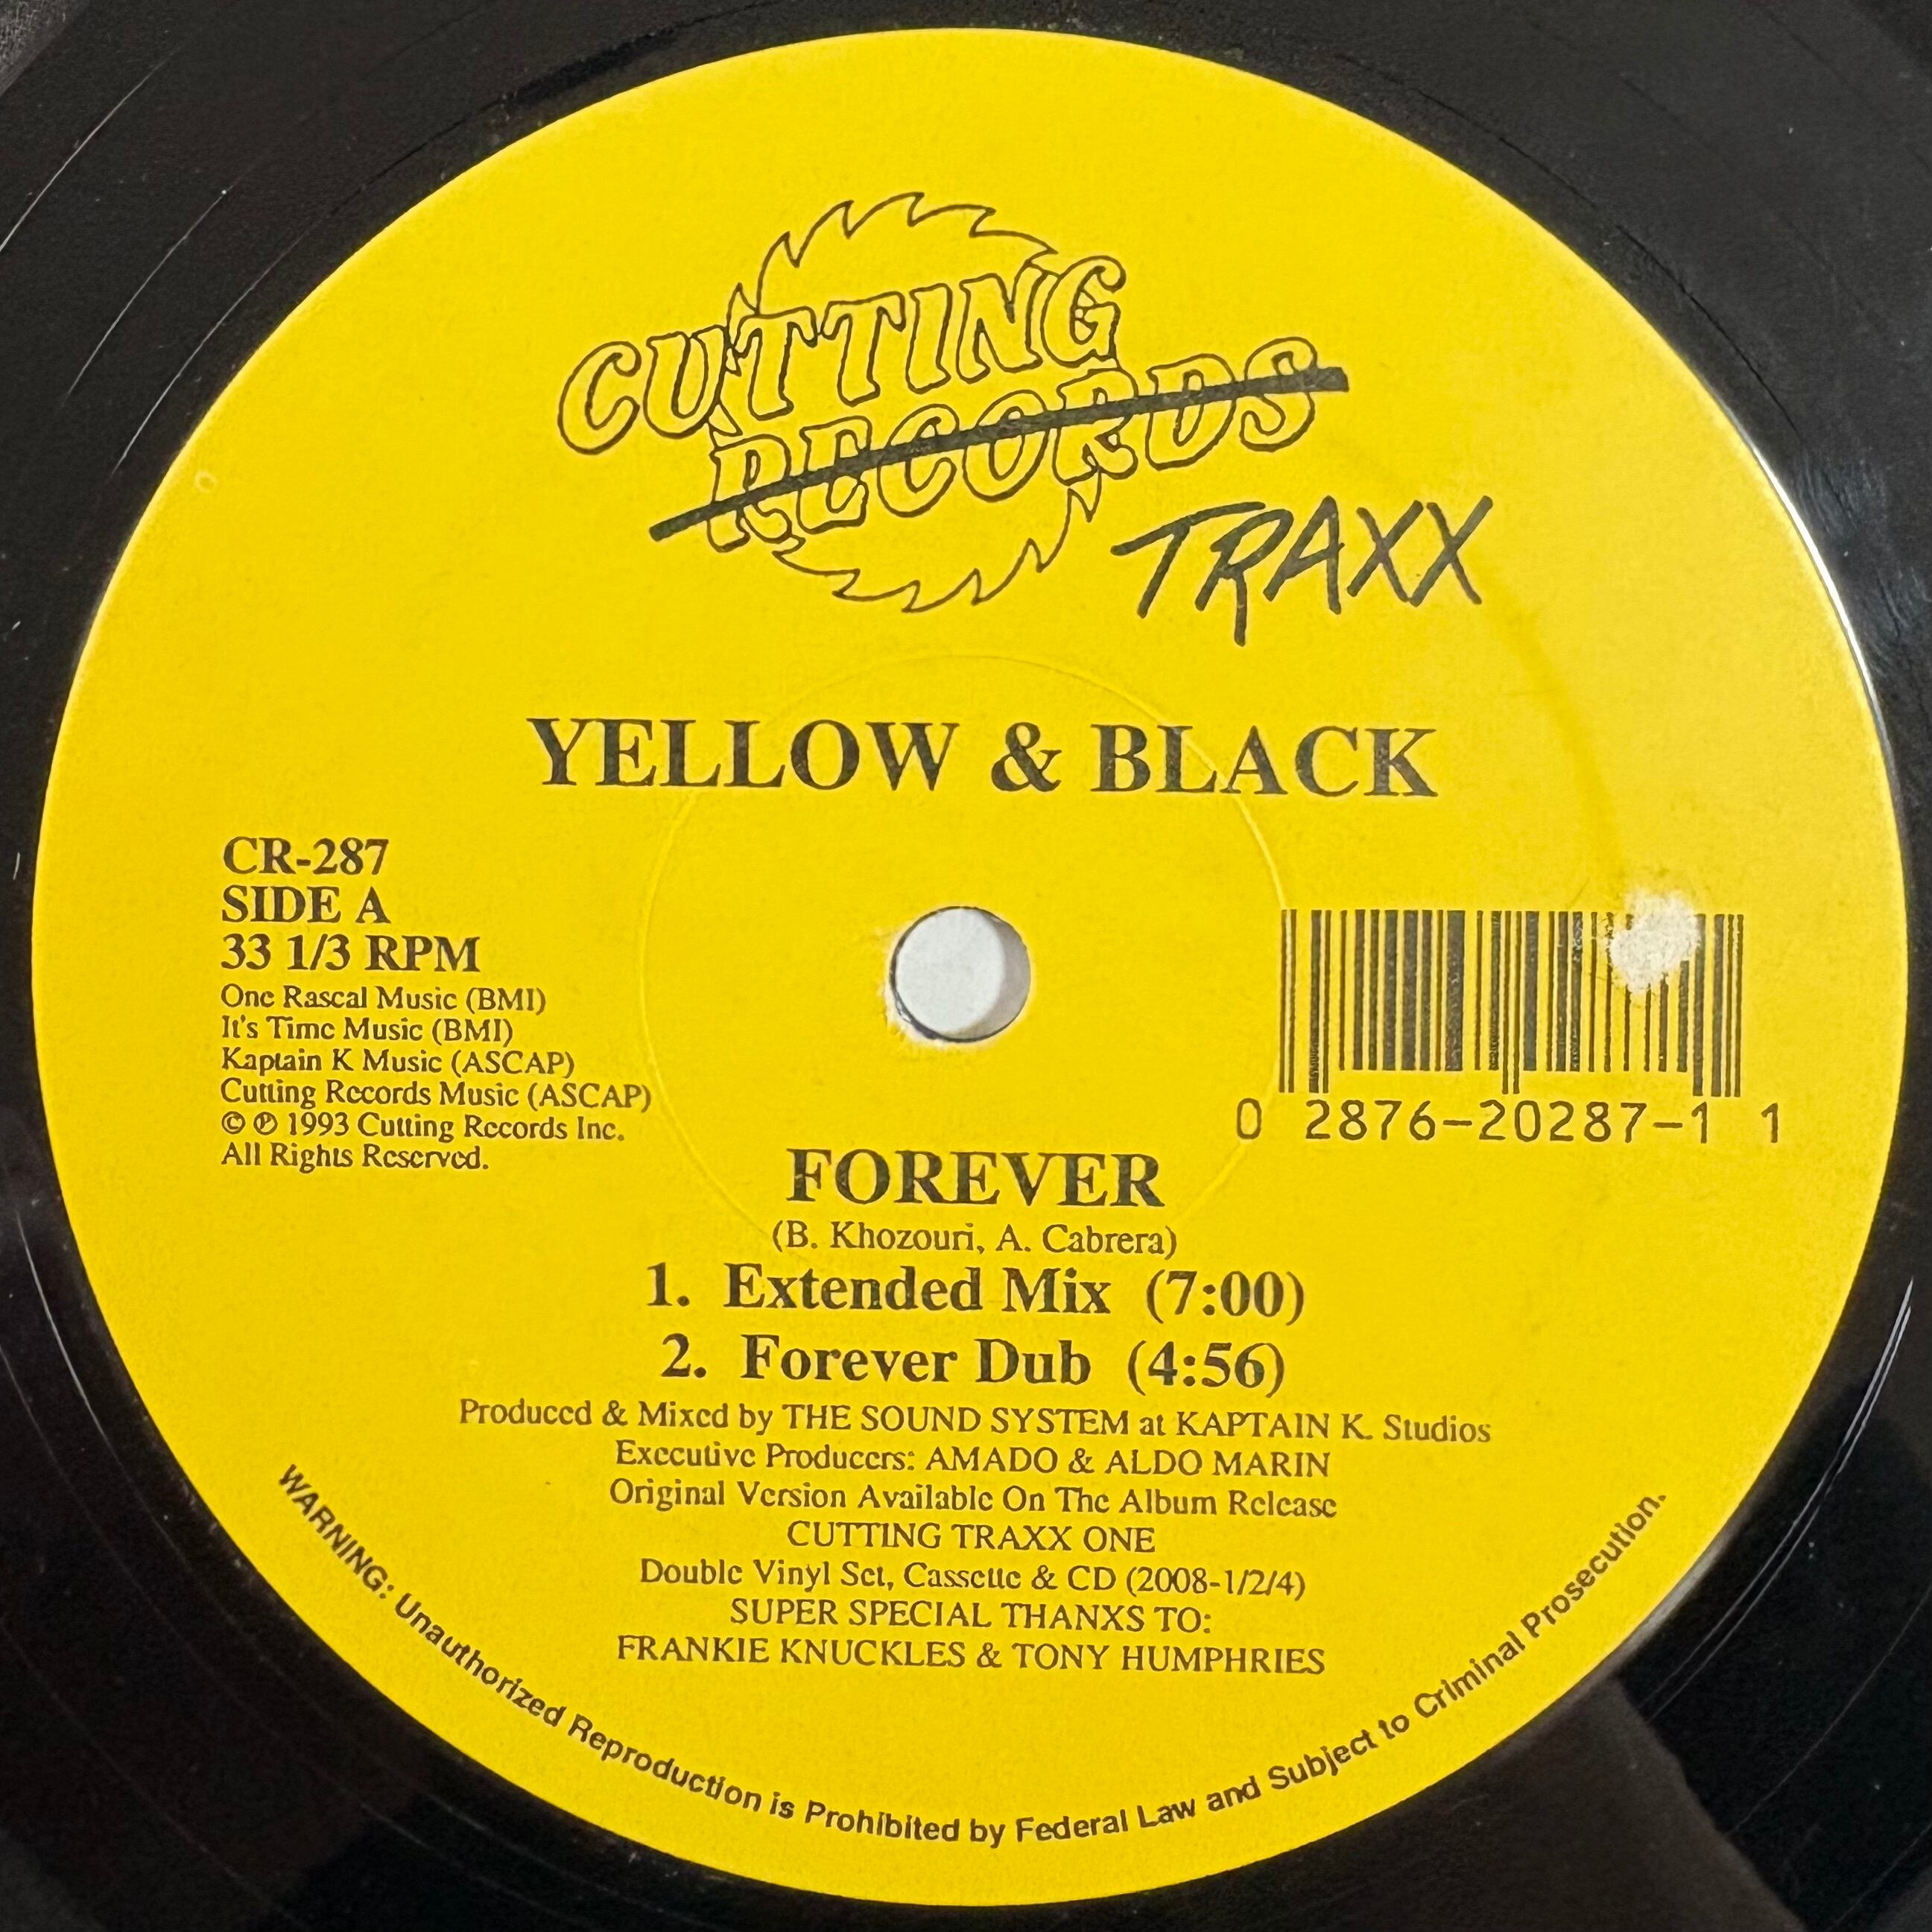 CUTTING
RECORDS
TRAXX
YELLOW & BLACK
CR-287
SIDE A
33 1/3 RPM
One Rascal Music (BMI)
It's Time Music (BMI)
Kaptain K Music (ASCAP)
Cutting Records Music (ASCAP)
© ℗ 1993 Cutting Records Inc.
All Rights Reserved.
0 2876-20287-1 1
FOREVER
(B. Khozouri, A. Cabrera)
1. Extended Mix (7:00)
2. Forever Dub (4:56)
Produced & Mixed by THE SOUND SYSTEM at KAPTAIN K. Studios
Executive Producers: AMADO & ALDO MARIN
Original Version Available On The Album Release
CUTTING TRAXX ONE
Double Vinyl Set, Cassette & CD (2008-1/2/4)
SUPER SPECIAL THANXS TO:
FRANKIE KNUCKLES & TONY HUMPHRIES
WARNING: Unauthorized Reproduction is Prohibited by Federal Law and Subject to Criminal Prosecution.